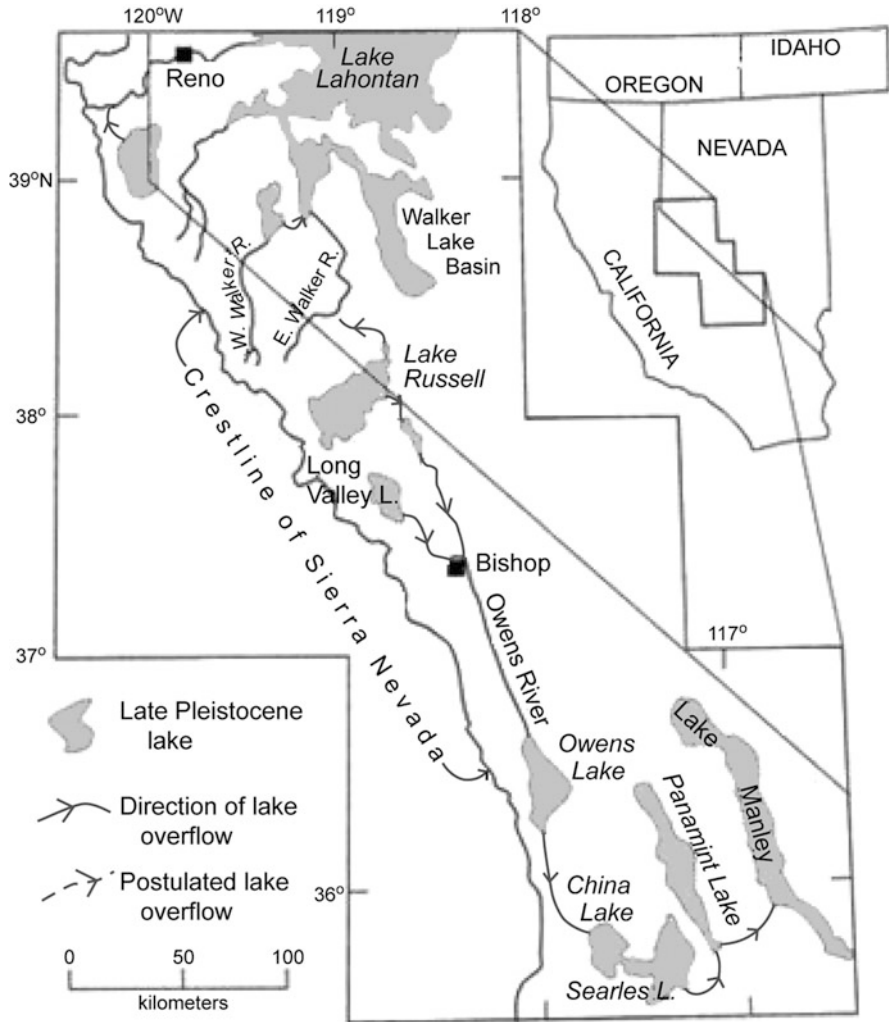 120°W
119°
118°
Lake
Lahontan
Reno
IDAHO
OREGON
NEVADA
39°N
Walker
Lake
Basin
W. Walker R.
E. Walker R.
CALIFORNIA
Lake
Russell
38°
Long
Valley L.
Crestline of Sierra Nevada
Bishop
Owens River
37°
117°
Late Pleistocene
lake
Owens
Lake
Lake
Manley
Panamint Lake
Direction of lake
overflow
Postulated lake
overflow
36°
China
Lake
Searles L.
0 50 100
kilometers